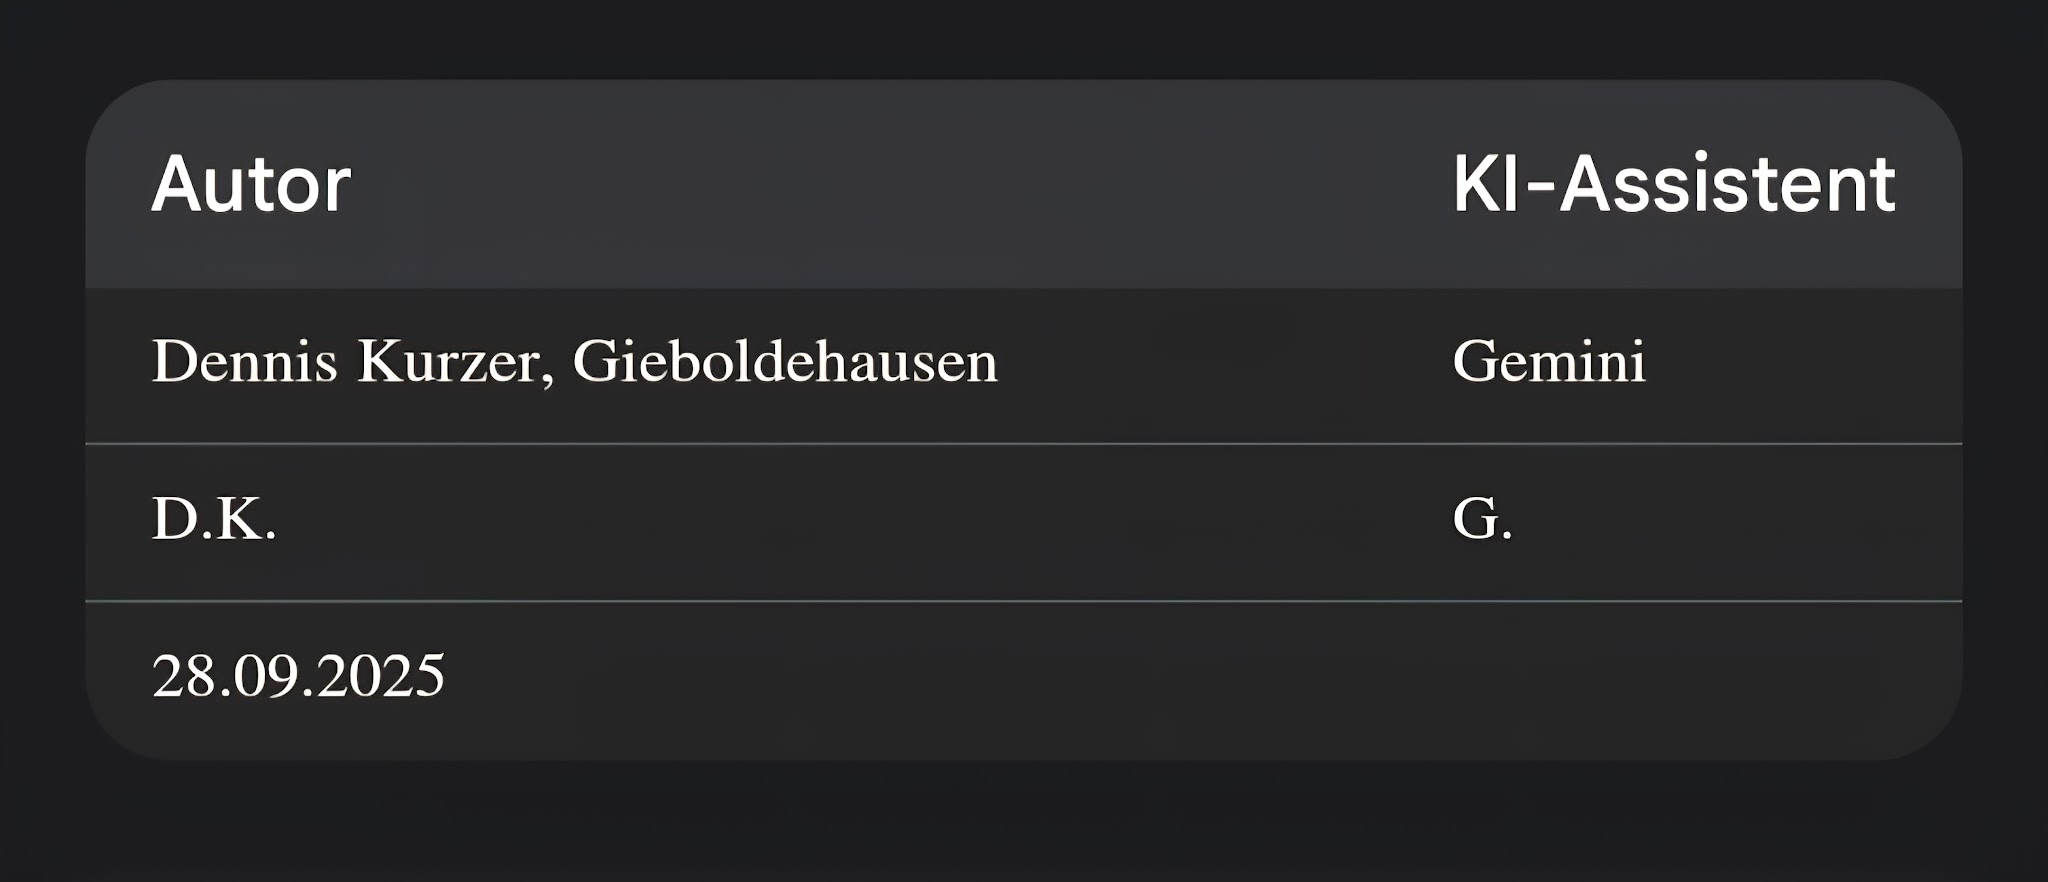 Autor KI-Assistent
Dennis Kurzer, Gieboldehausen Gemini
D.K. G.
28.09.2025